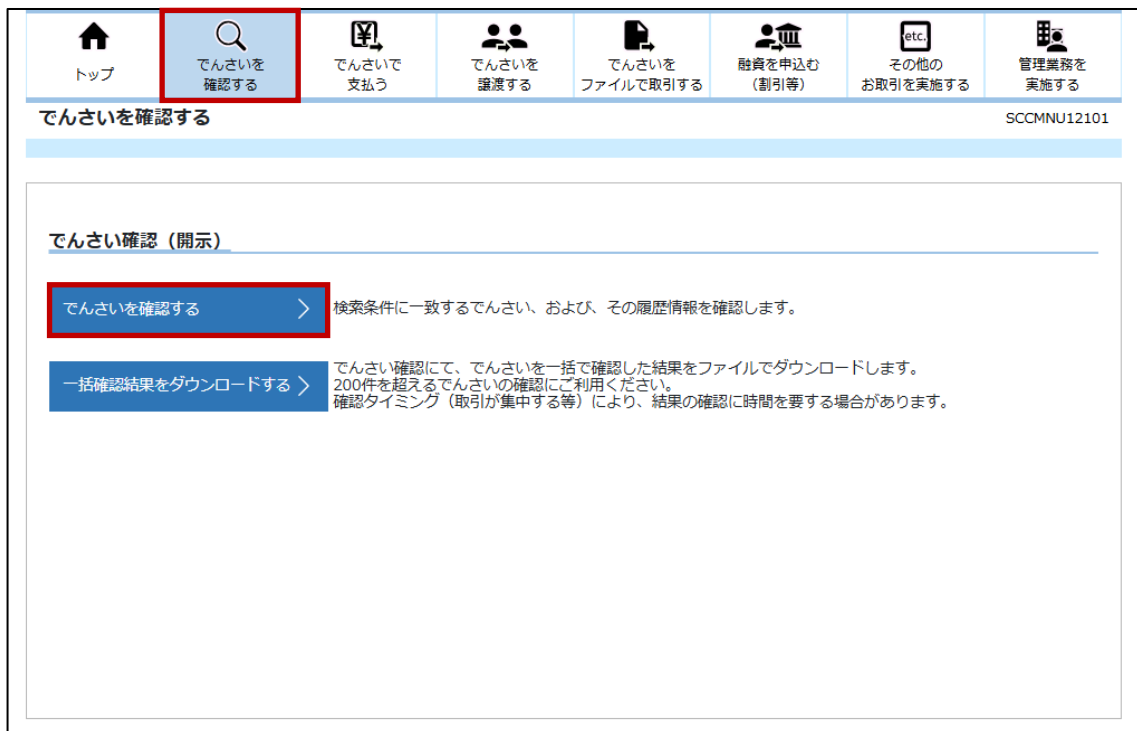 トップ
でんさいを
確認する
でんさいで
支払う
でんさいを
譲渡する
でんさいを
ファイルで取引する
融資を申込む
(割引等)
etc.
その他の
お取引を実施する
管理業務を
実施する
でんさいを確認する
SCCMNU12101
でんさい確認(開示)
でんさいを確認する
検索条件に一致するでんさい、および、その履歴情報を確認します。
一括確認結果をダウンロードする
でんさい確認にて、でんさいを一括で確認した結果をファイルでダウンロードします。
200件を超えるでんさいの確認にご利用ください。
確認タイミング(取引が集中する等)により、結果の確認に時間を要する場合があります。